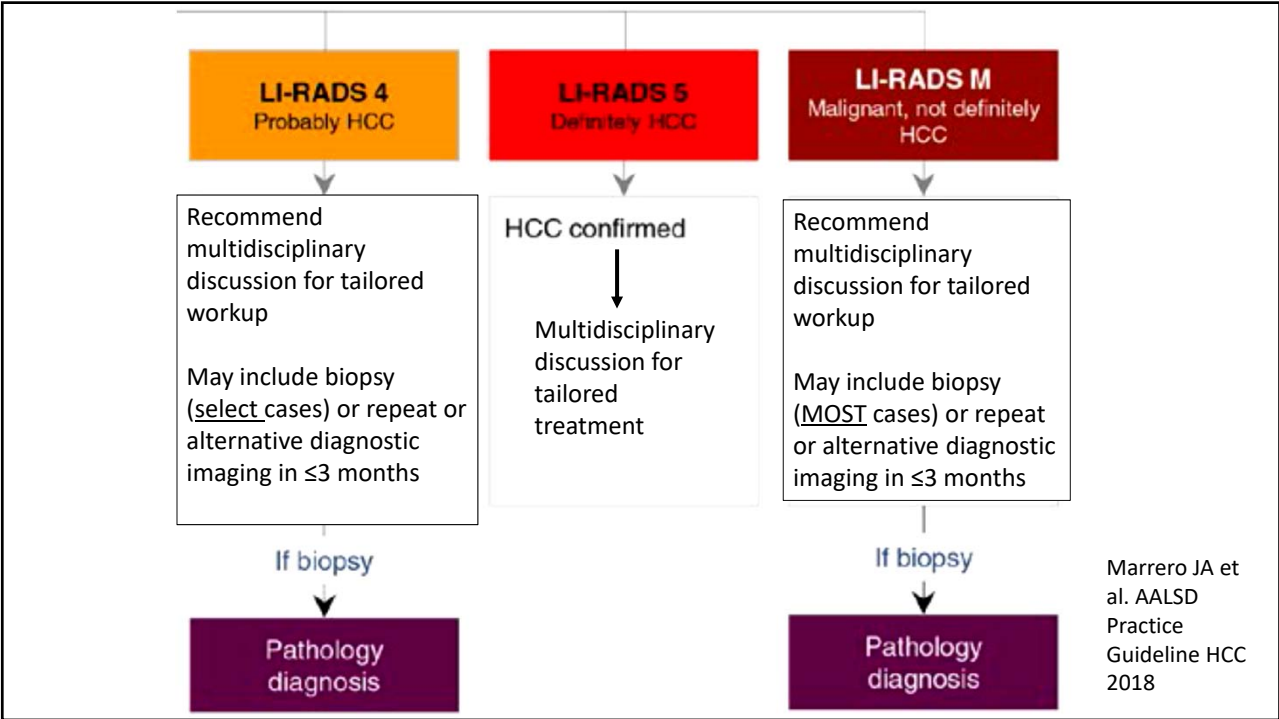 LI-RADS 4
Probably HCC
Recommend
multidisciplinary
discussion for tailored
workup
May include biopsy
(select cases) or repeat or
alternative diagnostic
imaging in ≤3 months
If biopsy
Pathology
diagnosis
LI-RADS 5
Definitely HCC
HCC confirmed
Multidisciplinary
discussion for
tailored
treatment
LI-RADS M
Malignant, not definitely
HCC
Recommend
multidisciplinary
discussion for tailored
workup
May include biopsy
(MOST cases) or repeat
or alternative diagnostic
imaging in ≤3 months
If biopsy
Pathology
diagnosis
Marrero JA et
al. AALSD
Practice
Guideline HCC
2018